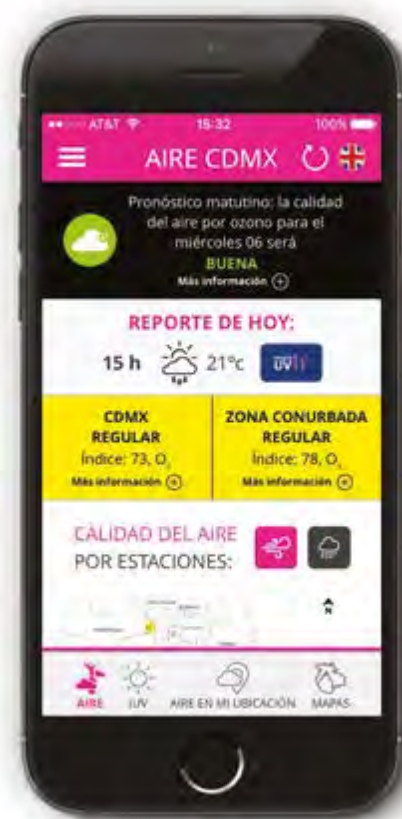 AT&T 15:32 100%
AIRE CDMX
Pronóstico matutino: la calidad
del aire por ozono para el
miércoles 06 será
BUENA
Más información
REPORTE DE HOY:
15 h 21°c UV
CDMX
REGULAR
Índice: 73, O₃
Más información
ZONA CONURBADA
REGULAR
Índice: 78, O₃
Más información
CALIDAD DEL AIRE
POR ESTACIONES:
N
AIRE IUV AIRE EN MI UBICACIÓN MAPAS